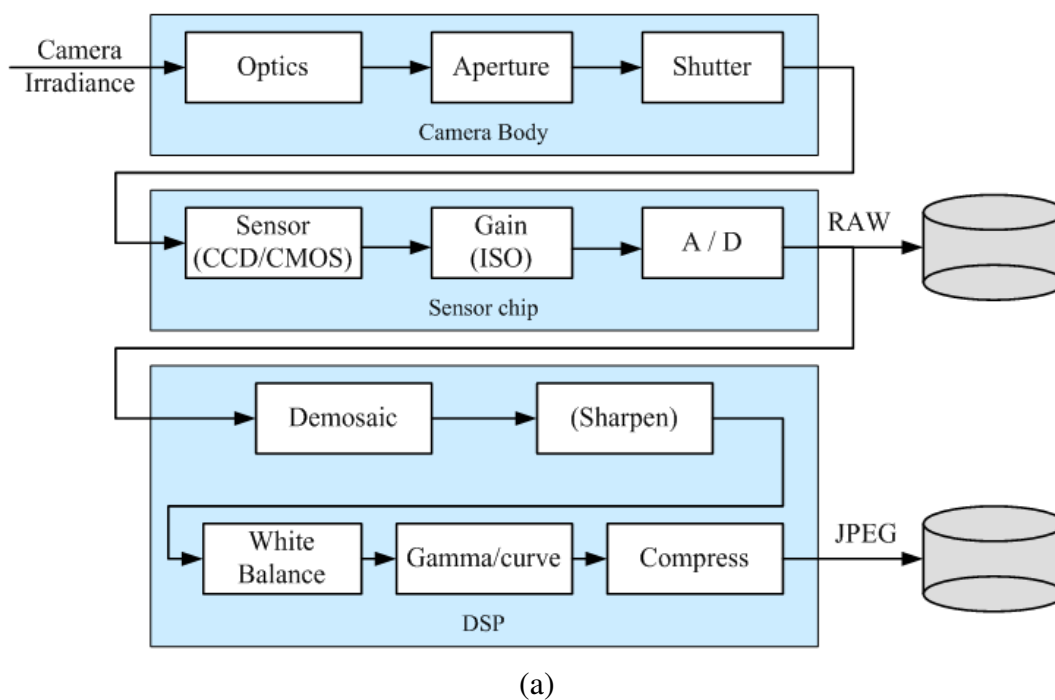 Camera
Irradiance
Optics
Aperture
Shutter
Camera Body
Sensor
(CCD/CMOS)
Gain
(ISO)
A / D
RAW
Sensor chip
Demosaic
(Sharpen)
White
Balance
Gamma/curve
Compress
JPEG
DSP
(a)